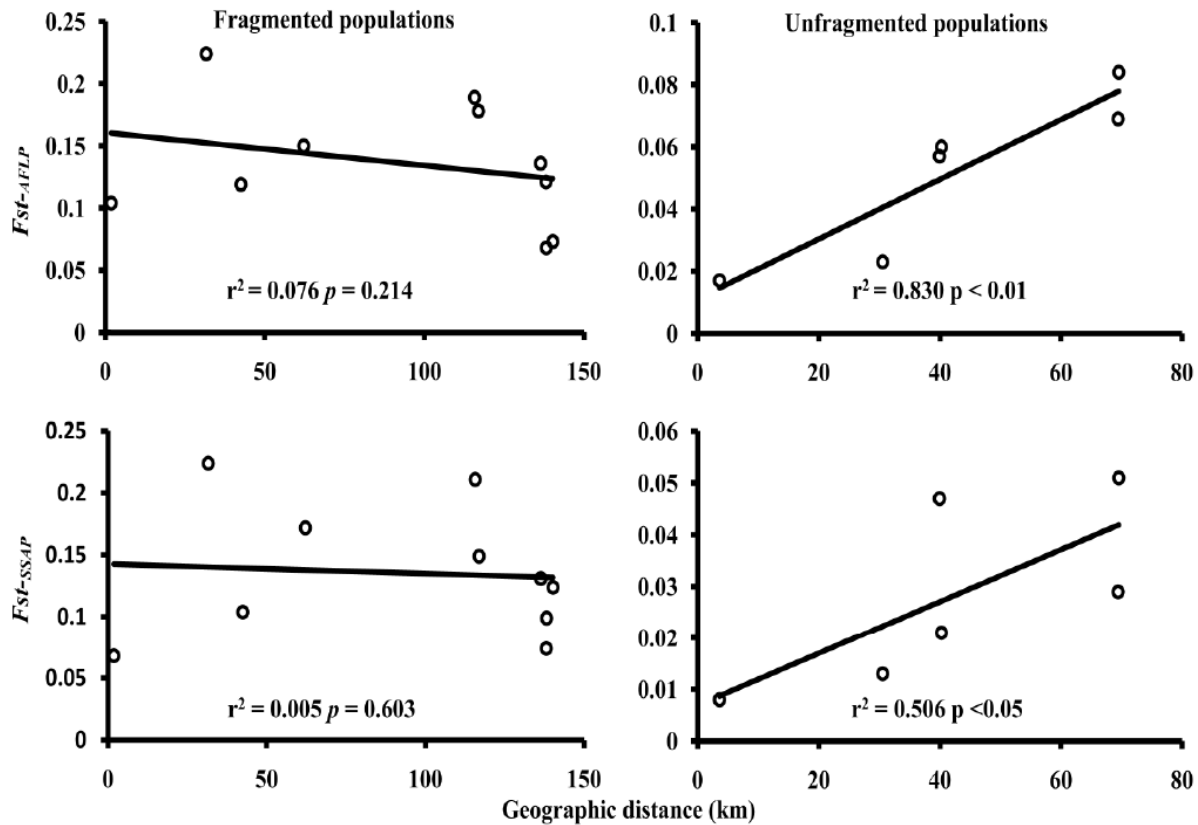 Fragmented populations
Unfragmented populations
0.25
0.2
0.15
0.1
0.05
0
Fst-AFLP
r² = 0.076 p = 0.214
0 50 100 150
0.1
0.08
0.06
0.04
0.02
0
r² = 0.830 p < 0.01
0 20 40 60 80
0.25
0.2
0.15
0.1
0.05
0
Fst-SSAP
r² = 0.005 p = 0.603
0 50 100 150
0.06
0.05
0.04
0.03
0.02
0.01
0
r² = 0.506 p <0.05
0 20 40 60 80
Geographic distance (km)